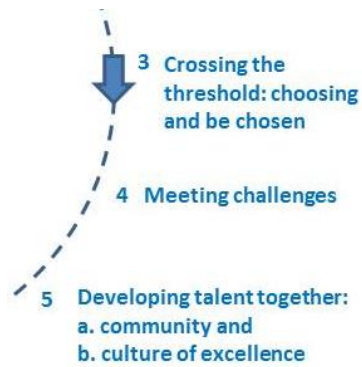 3 Crossing the
threshold: choosing
and be chosen
4 Meeting challenges
5 Developing talent together:
a. community and
b. culture of excellence